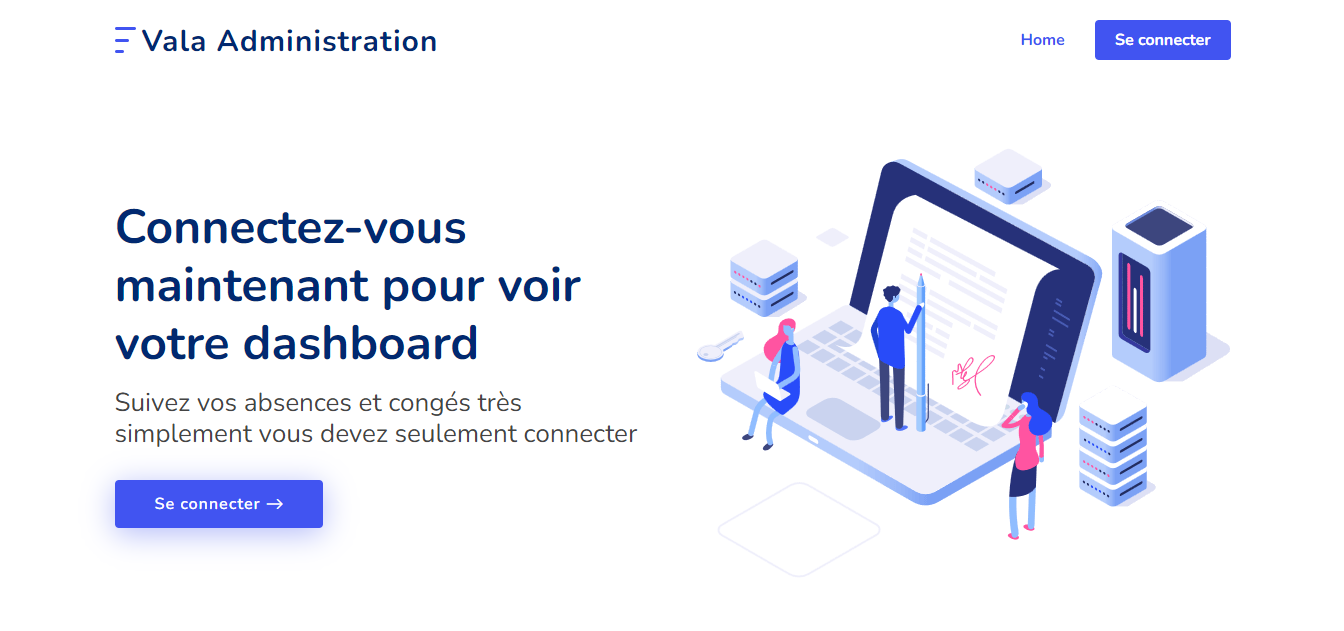 Vala Administration
Home
Se connecter
Connectez-vous
maintenant pour voir
votre dashboard
Suivez vos absences et congés très
simplement vous devez seulement connecter
Se connecter →